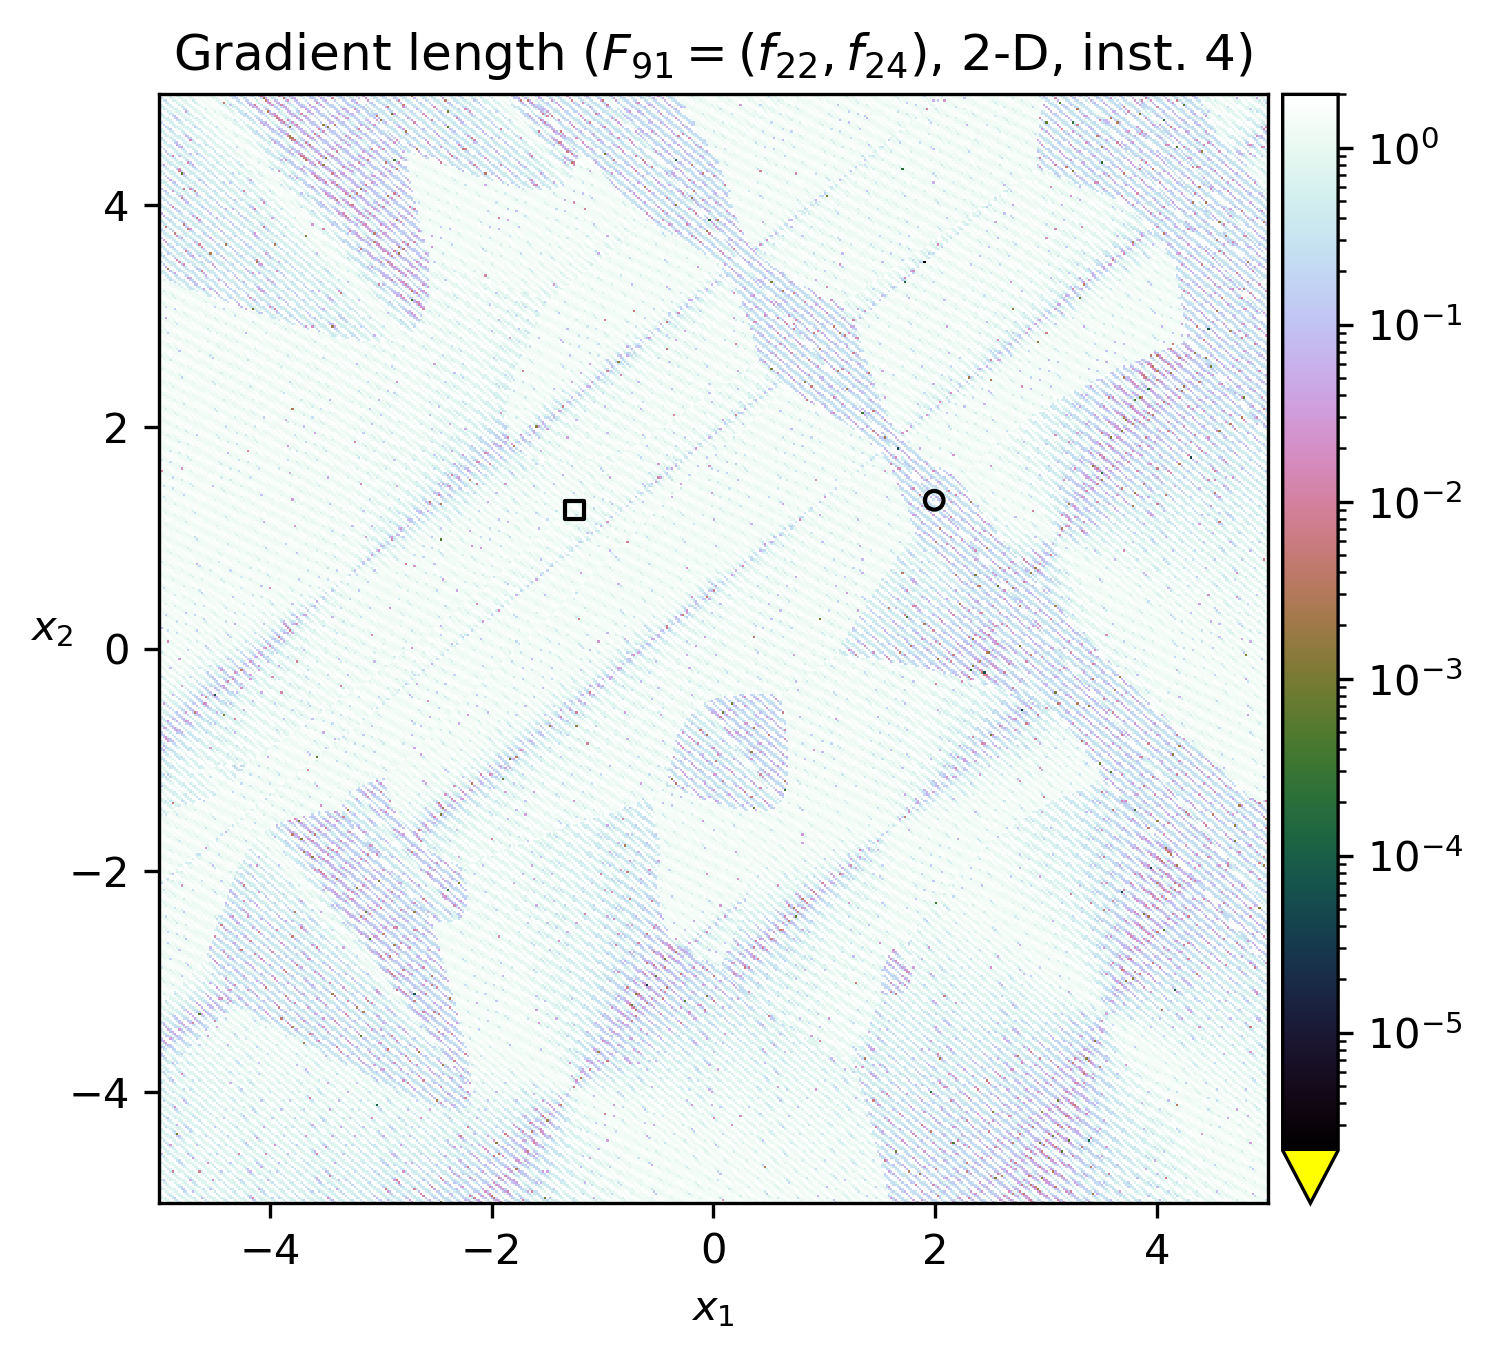 Gradient length (F₉₁ = (f₂₂, f₂₄), 2-D, inst. 4)
x₂
4
2
0
−2
−4
−4 −2 0 2 4
x₁
10⁰
10⁻¹
10⁻²
10⁻³
10⁻⁴
10⁻⁵